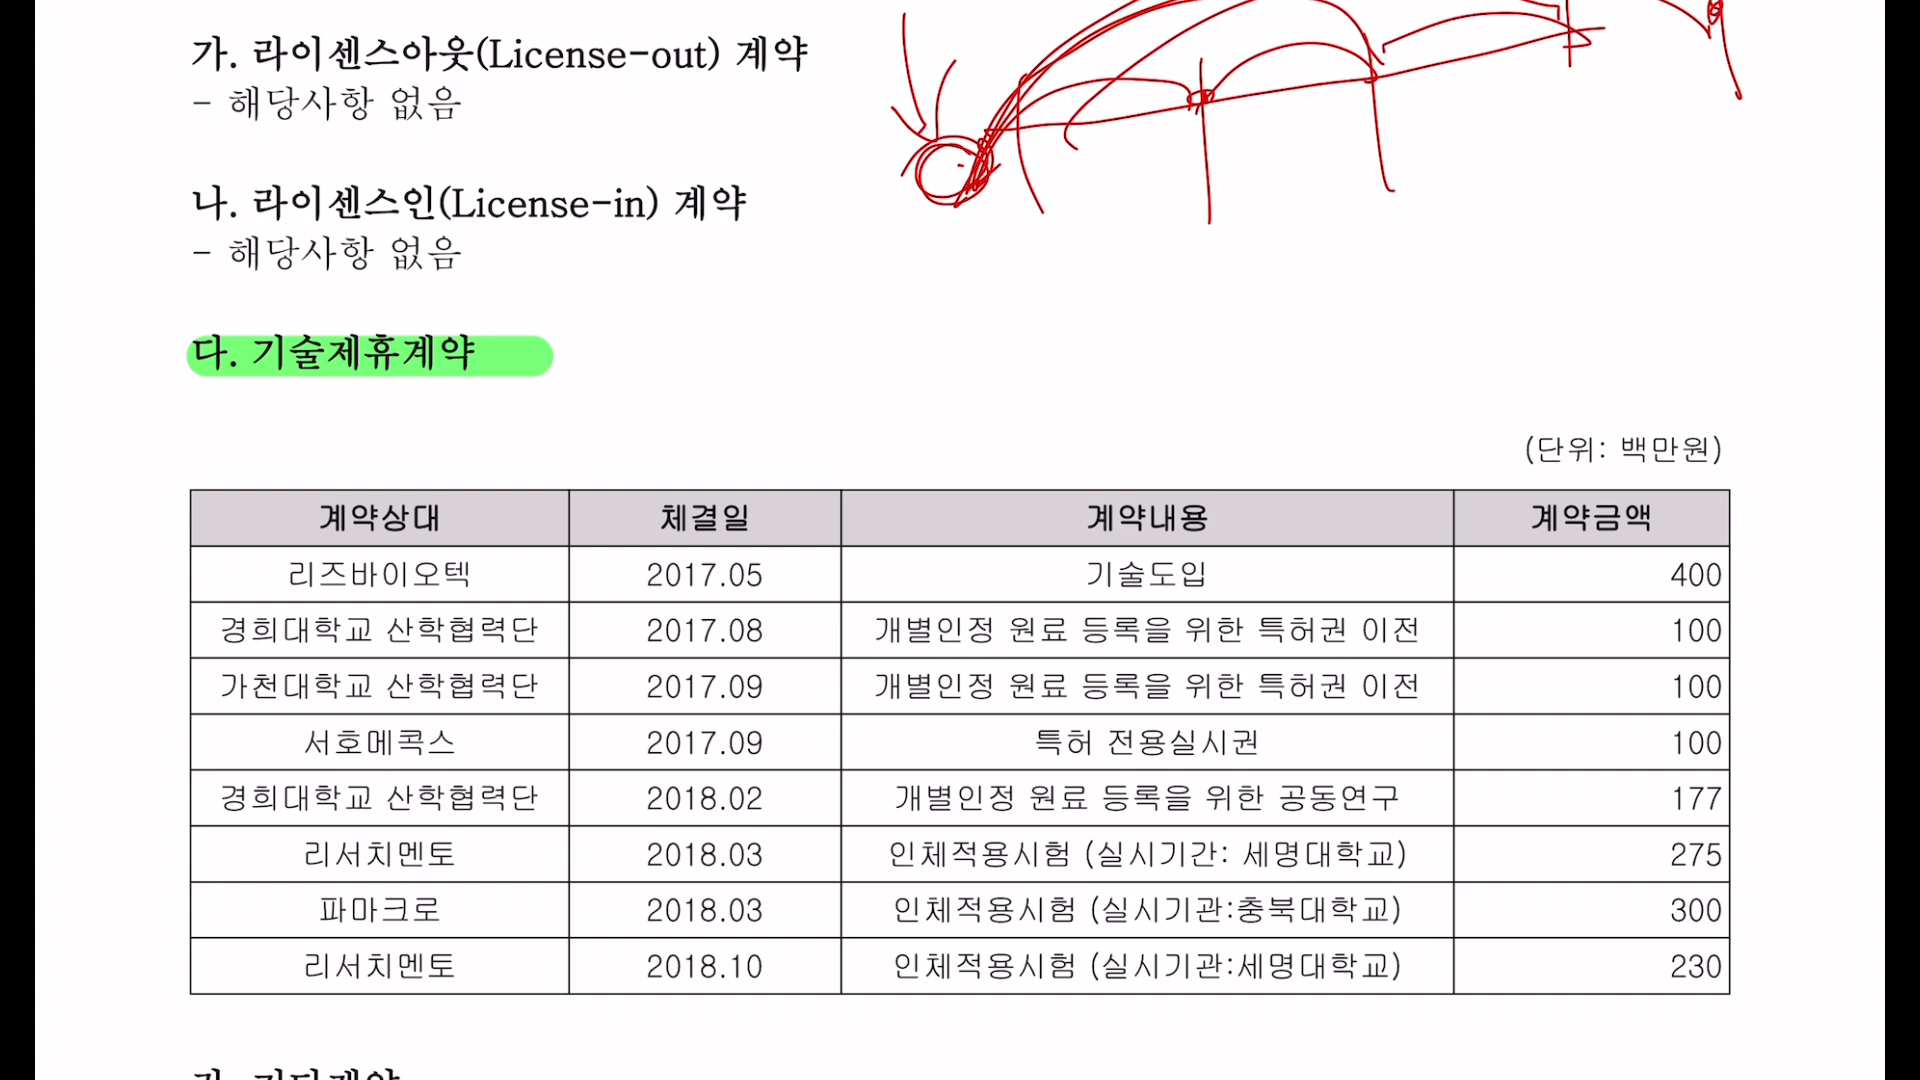 가. 라이센스아웃(License-out) 계약
- 해당사항 없음
나. 라이센스인(License-in) 계약
- 해당사항 없음
다. 기술제휴계약
(단위: 백만원)
계약상대 체결일 계약내용 계약금액
리즈바이오텍 2017.05 기술도입 400
경희대학교 산학협력단 2017.08 개별인정 원료 등록을 위한 특허권 이전 100
가천대학교 산학협력단 2017.09 개별인정 원료 등록을 위한 특허권 이전 100
서호메콕스 2017.09 특허 전용실시권 100
경희대학교 산학협력단 2018.02 개별인정 원료 등록을 위한 공동연구 177
리서치멘토 2018.03 인체적용시험 (실시기간: 세명대학교) 275
파마크로 2018.03 인체적용시험 (실시기관:충북대학교) 300
리서치멘토 2018.10 인체적용시험 (실시기관:세명대학교) 230